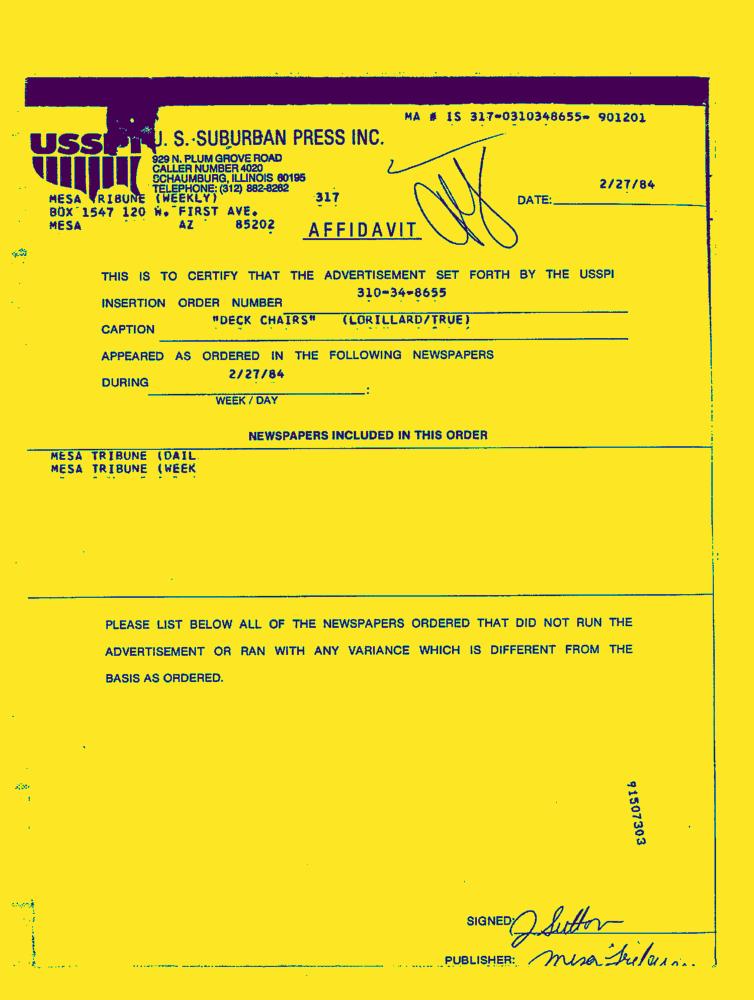 MA # IS 317-0310348655- 901201
USSPI
U. S. SUBURBAN PRESS INC.
929 N. PLUM GROVE ROAD
CALLER NUMBER 4020
SCHAUMBURG, ILLINOIS 60195
TELEPHONE: (312) 882-8262
MESA TRIBUNE (WEEKLY) 317
BOX 1547 120 W. FIRST AVE.
MESA AZ 85202
DATE: 2/27/84
AFFIDAVIT
THIS IS TO CERTIFY THAT THE ADVERTISEMENT SET FORTH BY THE USSPI
INSERTION ORDER NUMBER 310-34-8655
CAPTION "DECK CHAIRS" (LORILLARD/TRUE)
APPEARED AS ORDERED IN THE FOLLOWING NEWSPAPERS
DURING 2/27/84 :
WEEK / DAY
NEWSPAPERS INCLUDED IN THIS ORDER
MESA TRIBUNE (DAIL
MESA TRIBUNE (WEEK
PLEASE LIST BELOW ALL OF THE NEWSPAPERS ORDERED THAT DID NOT RUN THE
ADVERTISEMENT OR RAN WITH ANY VARIANCE WHICH IS DIFFERENT FROM THE
BASIS AS ORDERED.
91507303
SIGNED: J Sutton
PUBLISHER: Mesa Tribune